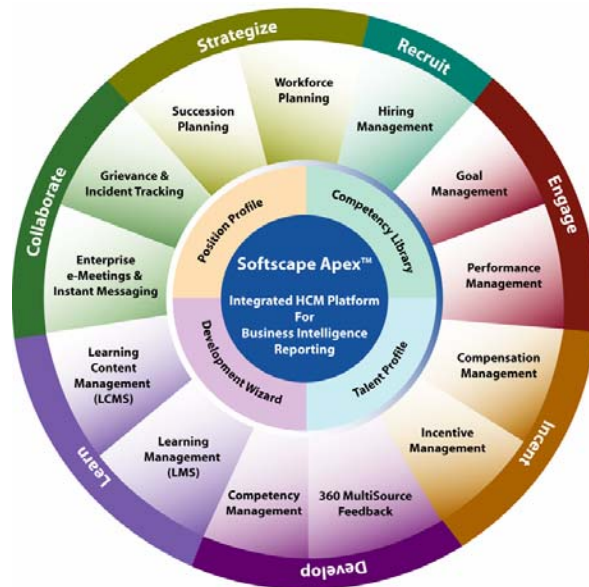 Strategize
Recruit
Engage
Incent
Develop
Learn
Collaborate
Workforce
Planning
Hiring
Management
Goal
Management
Performance
Management
Compensation
Management
Incentive
Management
360 MultiSource
Feedback
Competency
Management
Learning
Management
(LMS)
Learning
Content
Management
(LCMS)
Enterprise
e-Meetings &
Instant Messaging
Grievance &
Incident Tracking
Succession
Planning
Position Profile
Competency Library
Talent Profile
Development Wizard
Softscape Apex™
Integrated HCM Platform
For
Business Intelligence
Reporting